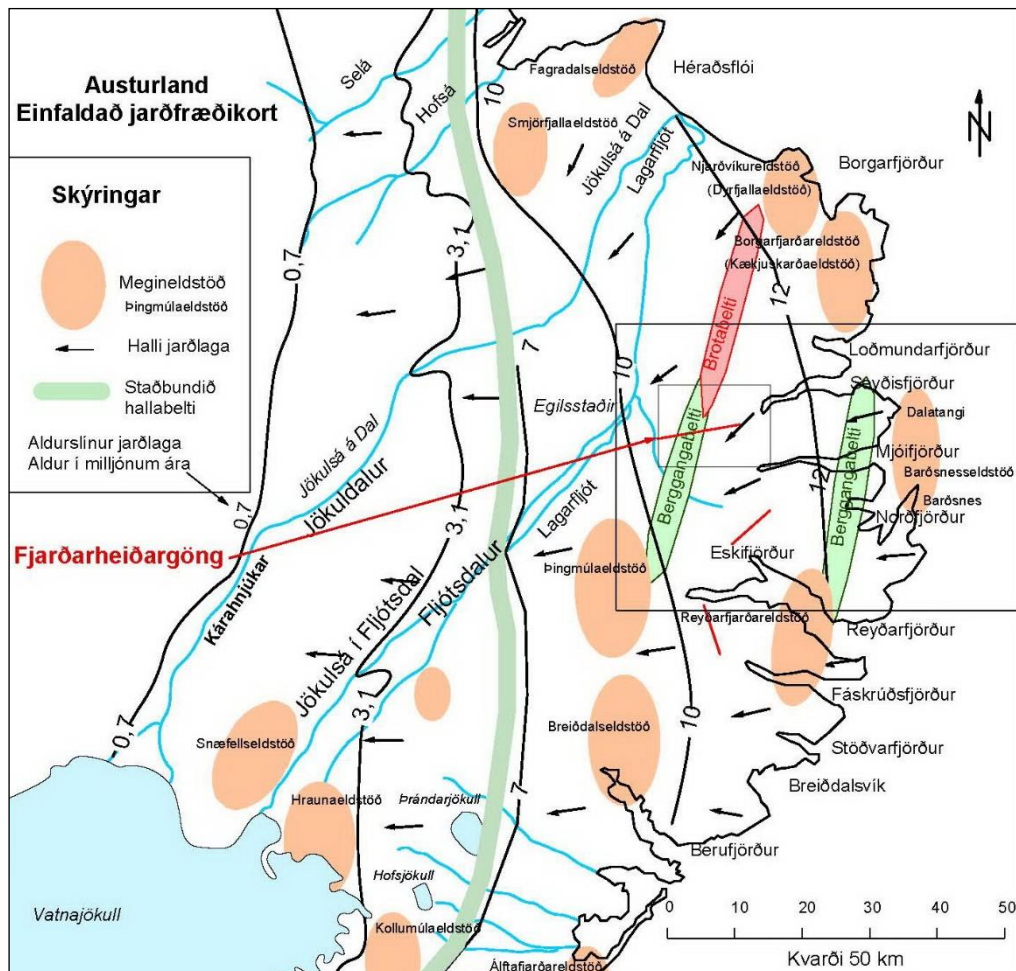 Austurland
Einfaldað jarðfræðikort
Skýringar
Megineldstöð
Þingmúlaeldstöð
Halli jarðlaga
Staðbundið
hallabelti
Aldurslínur jarðlaga
Aldur í milljónum ára
Fjarðarheiðargöng
Selá
Hofsá
10
Fagradalseldstöð
Héraðsflói
Smjörfjallaeldstöð
Jökulsá á Dal
Lagarfljót
Njarðvíkureldstöð
(Dyrfjallaeldstöð)
Borgarfjörður
N
Borgarfjarðareldstöð
(Kækjuskarðaeldstöð)
0,7
3,1
12
Brotabelti
7
10
Loðmundarfjörður
Seyðisfjörður
Dalatangi
Egilsstaðir
Mjóifjörður
Barðsnesseldstöð
Barðsnes
Norðfjörður
12
Berggangabelti
Berggangabelti
Jökulsá á Dal
Jökuldalur
0,7
3,1
Lagarfljót
Kárahnjúkar
Fljótsdalur
Jökulsá í Fljótsdal
Þingmúlaeldstöð
Eskifjörður
Reyðarfjarðareldstöð
Reyðarfjörður
Fáskrúðsfjörður
Stöðvarfjörður
Breiðdalsvík
Berufjörður
10
3,1
0,7
Snæfellseldstöð
Breiðdalseldstöð
Hraunaeldstöð
Þrándarjökull
7
Hofsjökull
Vatnajökull
Kollumúlaeldstöð
Álftafjarðareldstöð
0 10 20 30 40 50
Kvarði 50 km